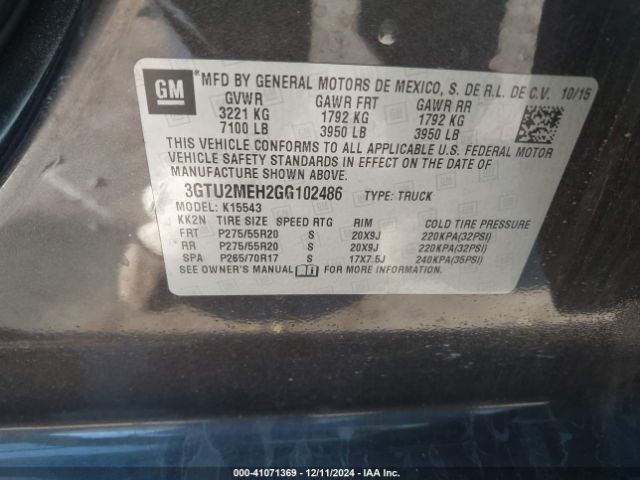 GM *MFD BY GENERAL MOTORS DE MEXICO, S. DE R.L. DE C.V. 10/15
GVWR GAWR FRT GAWR RR
3221 KG 1792 KG 1792 KG
7100 LB 3950 LB 3950 LB
THIS VEHICLE CONFORMS TO ALL APPLICABLE U.S. FEDERAL MOTOR
VEHICLE SAFETY STANDARDS IN EFFECT ON THE DATE OF
MANUFACTURE SHOWN ABOVE.
3GTU2MEH2GG102486 TYPE: TRUCK
MODEL: K15543
KK2N TIRE SIZE SPEED RTG RIM COLD TIRE PRESSURE
FRT P275/55R20 S 20X9J 220KPA(32PSI)
RR P275/55R20 S 20X9J 220KPA(32PSI)
SPA P265/70R17 S 17X7.5J 240KPA(35PSI)
SEE OWNER'S MANUAL FOR MORE INFORMATION.
000-41071369 - 12/11/2024 - IAA Inc.